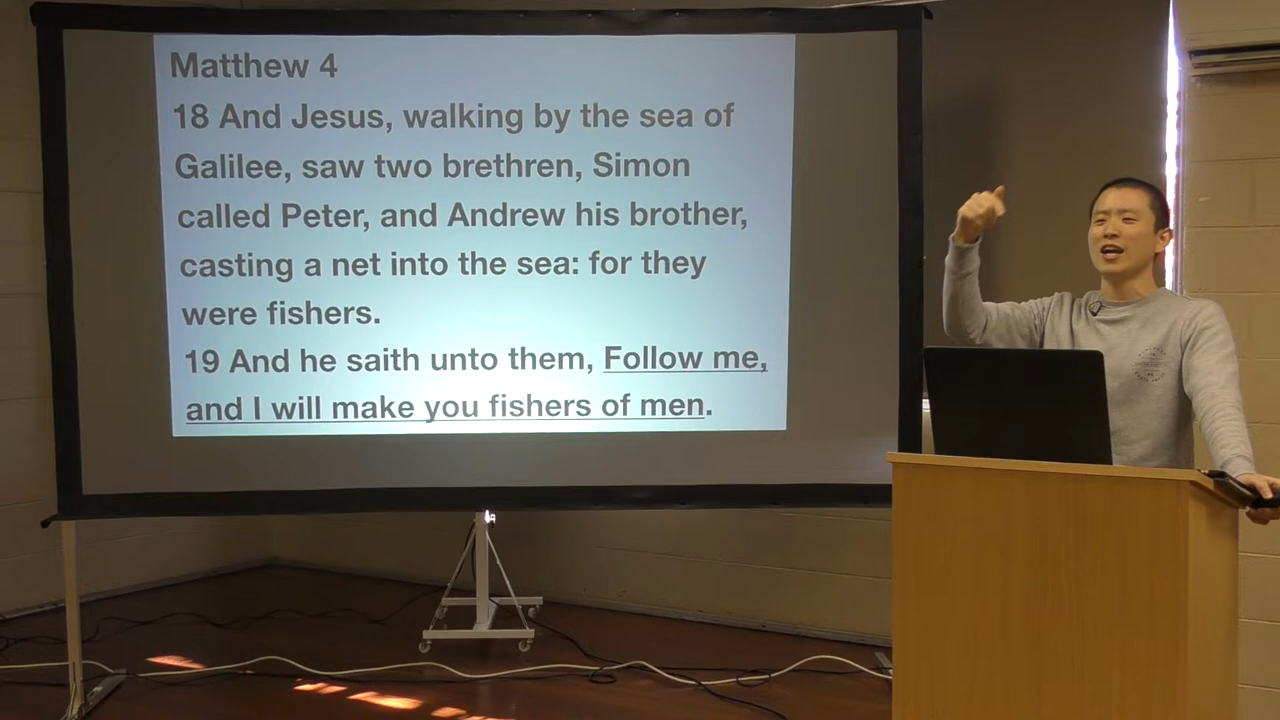 Matthew 4
18 And Jesus, walking by the sea of
Galilee, saw two brethren, Simon
called Peter, and Andrew his brother,
casting a net into the sea: for they
were fishers.
19 And he saith unto them, Follow me,
and I will make you fishers of men.